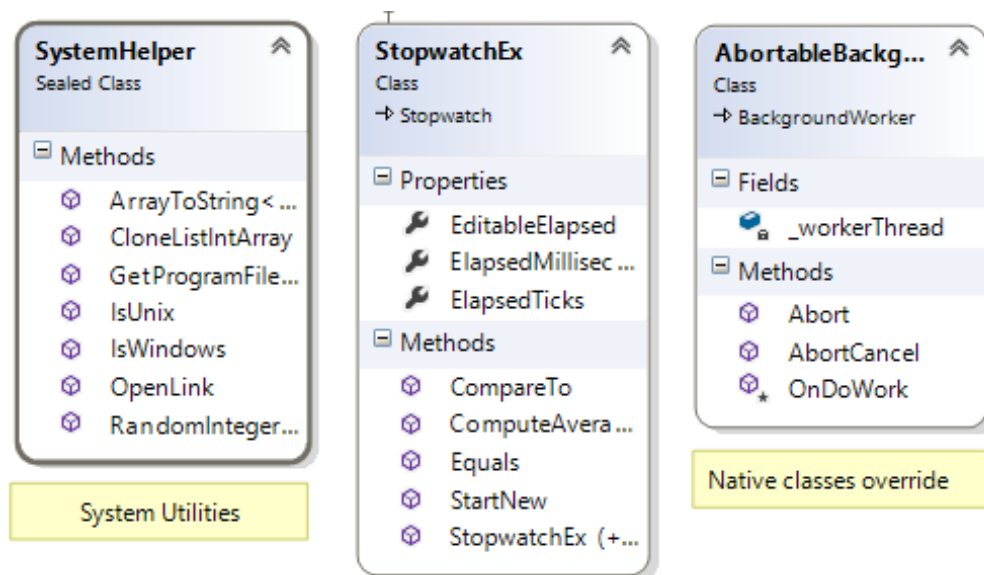 SystemHelper
Sealed Class
Methods
ArrayToString< ...
CloneListIntArray
GetProgramFile...
IsUnix
IsWindows
OpenLink
RandomInteger...
System Utilities
StopwatchEx
Class
Stopwatch
Properties
EditableElapsed
ElapsedMillisec ...
ElapsedTicks
Methods
CompareTo
ComputeAvera ...
Equals
StartNew
StopwatchEx (+...
AbortableBackg...
Class
BackgroundWorker
Fields
_workerThread
Methods
Abort
AbortCancel
OnDoWork
Native classes override